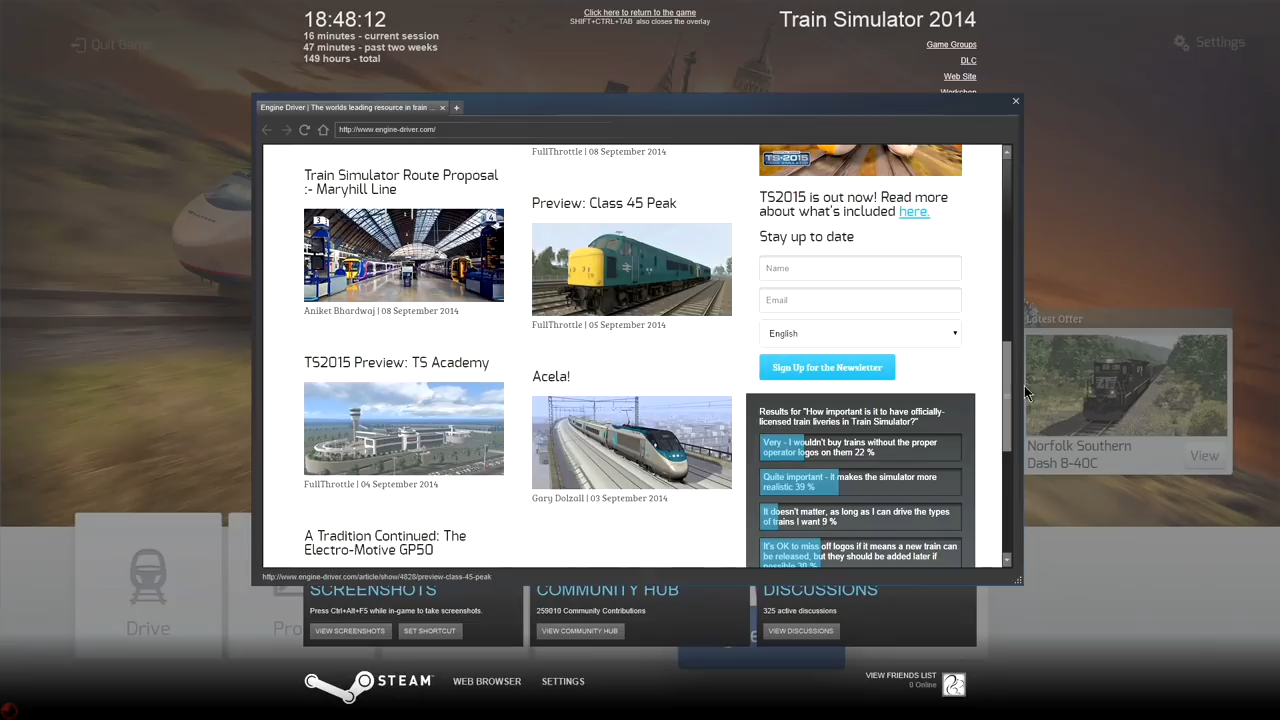 18:48:12
16 minutes - current session
47 minutes - past two weeks
149 hours - total
Click here to return to the game
SHIFT+CTRL+TAB also closes the overlay
Train Simulator 2014
Game Groups
DLC
Web Site
Workshop
Quit Game
Settings
Engine Driver | The worlds leading resource in train ...
http://www.engine-driver.com/
FullThrottle | 08 September 2014
Train Simulator Route Proposal
:- Maryhill Line
Aniket Bhardwaj | 08 September 2014
TS2015 Preview: TS Academy
FullThrottle | 04 September 2014
A Tradition Continued: The
Electro-Motive GP50
Preview: Class 45 Peak
FullThrottle | 05 September 2014
Acela!
Gary Dolzall | 03 September 2014
TS2015
TS2015 is out now! Read more
about what's included here.
Stay up to date
Name
Email
English
Sign Up for the Newsletter
Results for "How important is it to have officially-
licensed train liveries in Train Simulator?"
Very - I wouldn't buy trains without the proper
operator logos on them 22 %
Quite important - it makes the simulator more
realistic 39 %
It doesn't matter, as long as I can drive the types
of trains I want 9 %
It's OK to miss off logos if it means a new train can
be released, but they should be added later if
possible 30 %
http://www.engine-driver.com/article/show/4828/preview-class-45-peak
Latest Offer
Norfolk Southern
Dash 8-40C
View
Drive
SCREENSHOTS
Press Ctrl+Alt+F5 while in-game to take screenshots.
VIEW SCREENSHOTS
SET SHORTCUT
COMMUNITY HUB
259010 Community Contributions
VIEW COMMUNITY HUB
DISCUSSIONS
325 active discussions
VIEW DISCUSSIONS
STEAM
WEB BROWSER
SETTINGS
VIEW FRIENDS LIST
0 Online